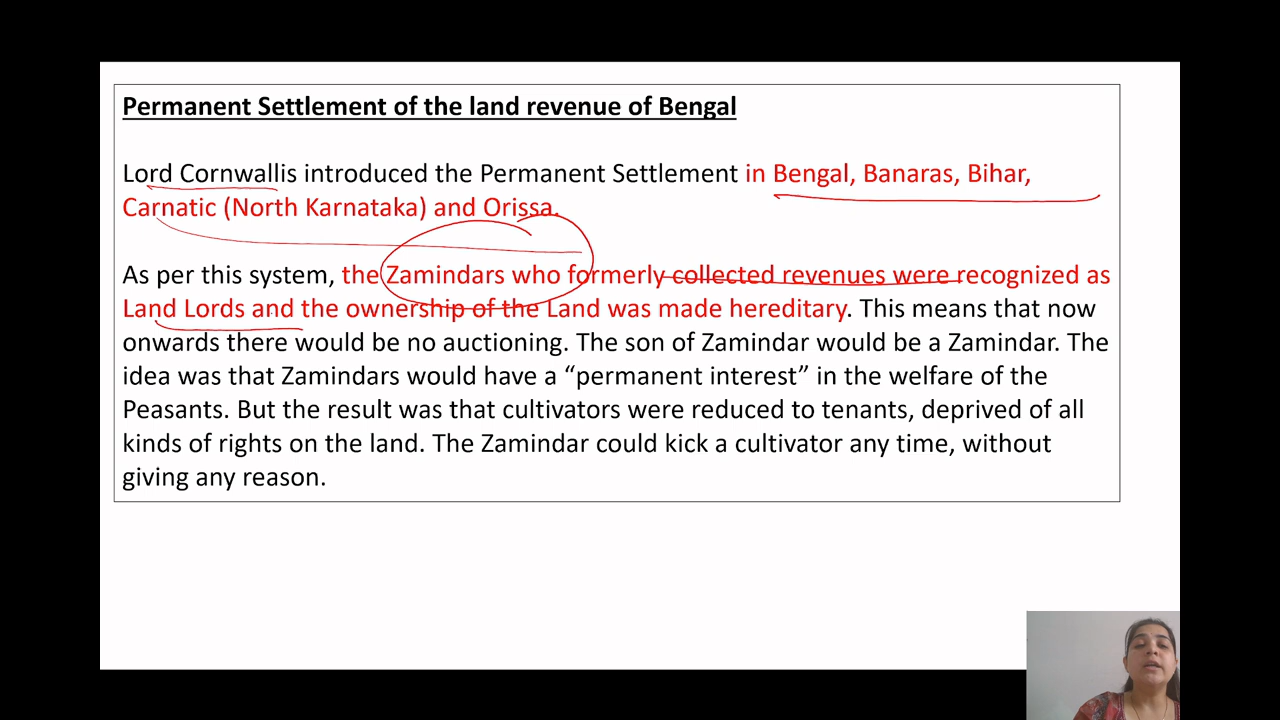 Permanent Settlement of the land revenue of Bengal
Lord Cornwallis introduced the Permanent Settlement in Bengal, Banaras, Bihar,
Carnatic (North Karnataka) and Orissa.
As per this system, the Zamindars who formerly collected revenues were recognized as
Land Lords and the ownership of the Land was made hereditary. This means that now
onwards there would be no auctioning. The son of Zamindar would be a Zamindar. The
idea was that Zamindars would have a “permanent interest” in the welfare of the
Peasants. But the result was that cultivators were reduced to tenants, deprived of all
kinds of rights on the land. The Zamindar could kick a cultivator any time, without
giving any reason.